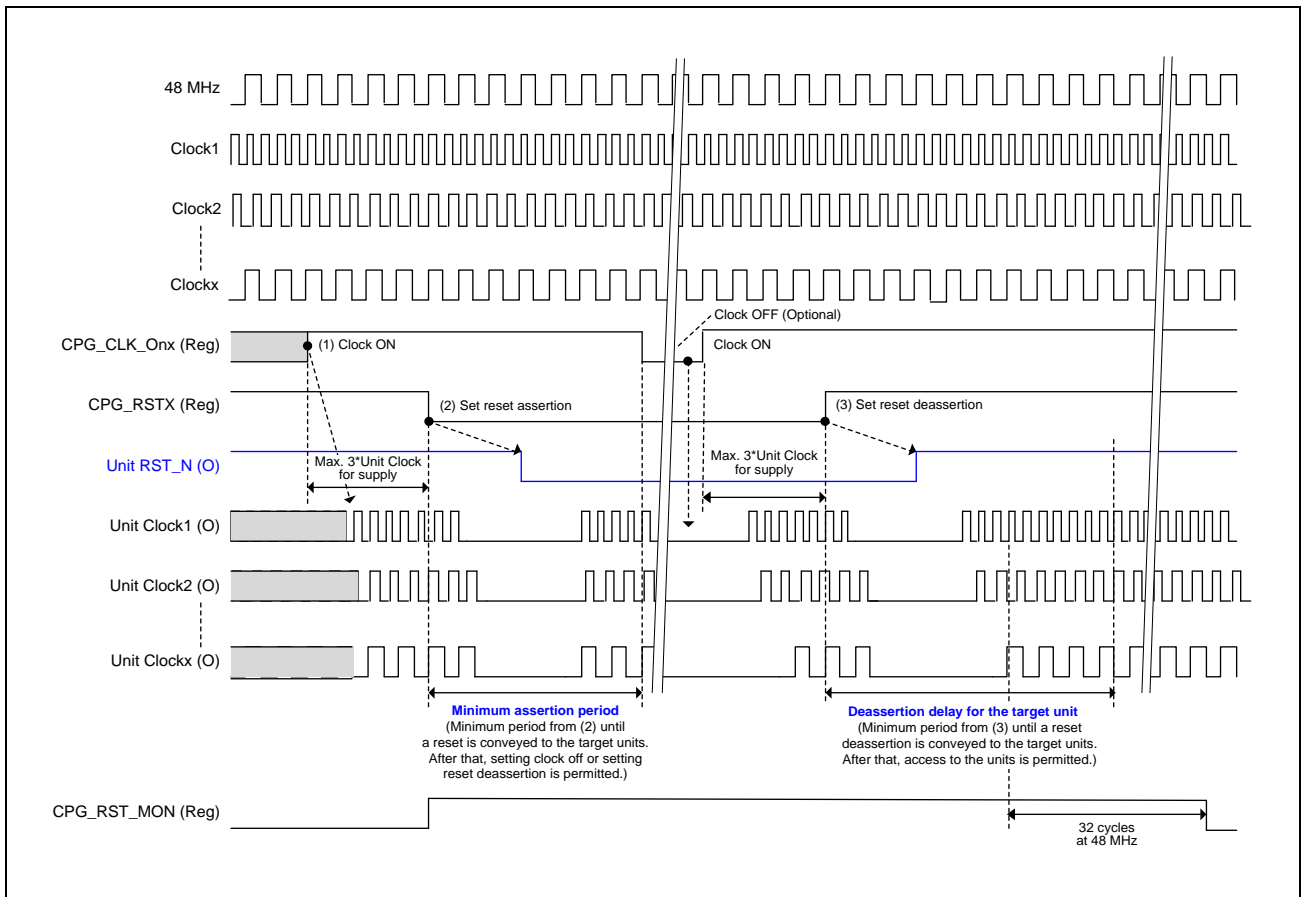 48 MHz
Clock1
Clock2
Clockx
Clock OFF (Optional)
CPG_CLK_Onx (Reg)
(1) Clock ON
Clock ON
CPG_RSTX (Reg)
(2) Set reset assertion
(3) Set reset deassertion
Unit RST_N (O)
Max. 3*Unit Clock
for supply
Max. 3*Unit Clock
for supply
Unit Clock1 (O)
Unit Clock2 (O)
Unit Clockx (O)
Minimum assertion period
(Minimum period from (2) until
a reset is conveyed to the target units.
After that, setting clock off or setting
reset deassertion is permitted.)
Deassertion delay for the target unit
(Minimum period from (3) until a reset
deassertion is conveyed to the target units.
After that, access to the units is permitted.)
CPG_RST_MON (Reg)
32 cycles
at 48 MHz